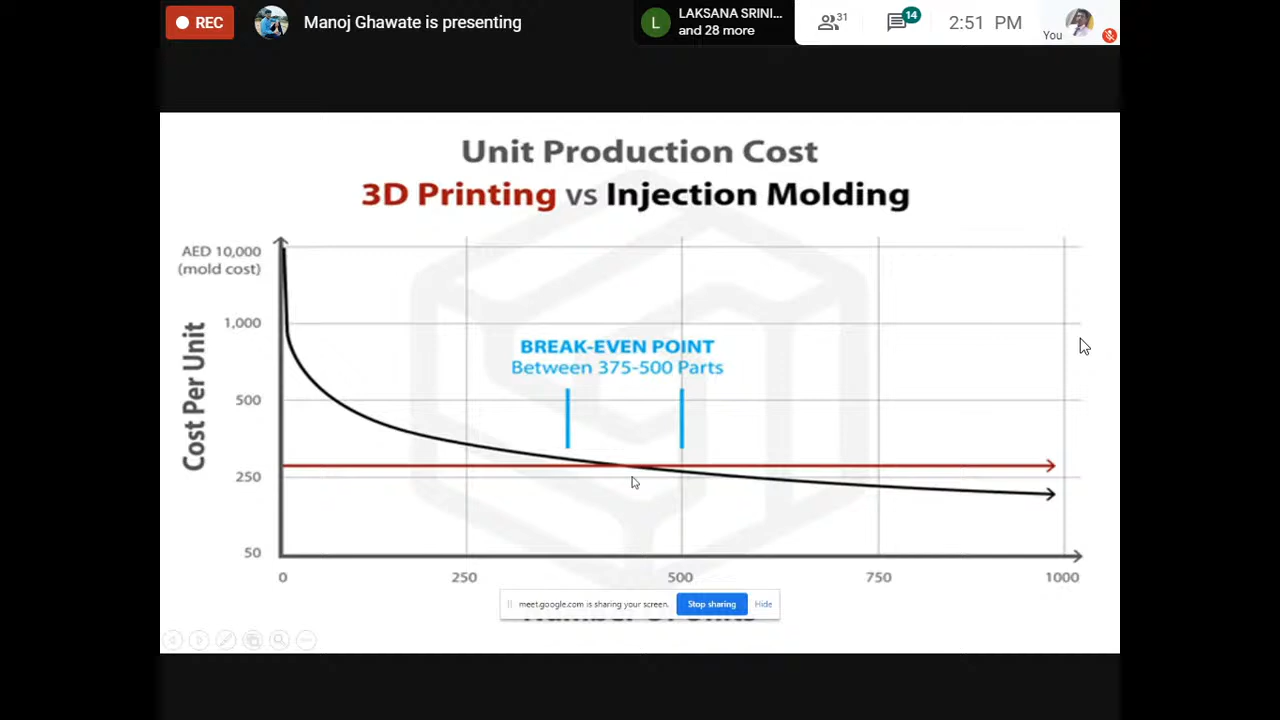 REC
Manoj Ghawate is presenting
L
LAKSANA SRINI...
and 28 more
31
14
2:51 PM
You
Unit Production Cost
3D Printing vs Injection Molding
AED 10,000
(mold cost)
1,000
500
250
50
Cost Per Unit
BREAK-EVEN POINT
Between 375-500 Parts
0 250 500 750 1000
meet.google.com is sharing your screen. Stop sharing Hide